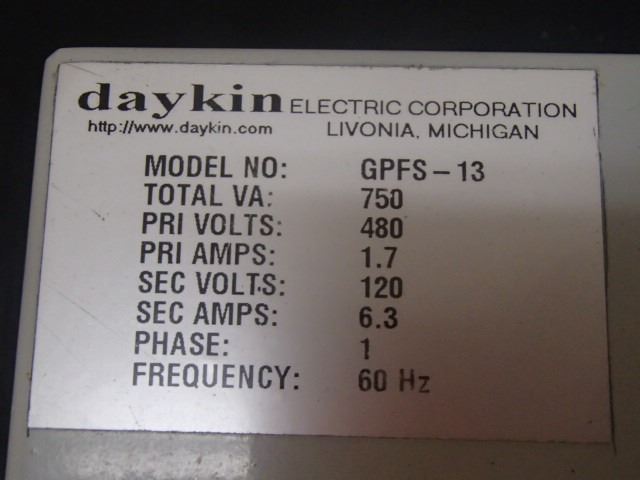 daykin ELECTRIC CORPORATION
http://www.daykin.com LIVONIA, MICHIGAN
MODEL NO: GPFS-13
TOTAL VA: 750
PRI VOLTS: 480
PRI AMPS: 1.7
SEC VOLTS: 120
SEC AMPS: 6.3
PHASE: 1
FREQUENCY: 60 Hz